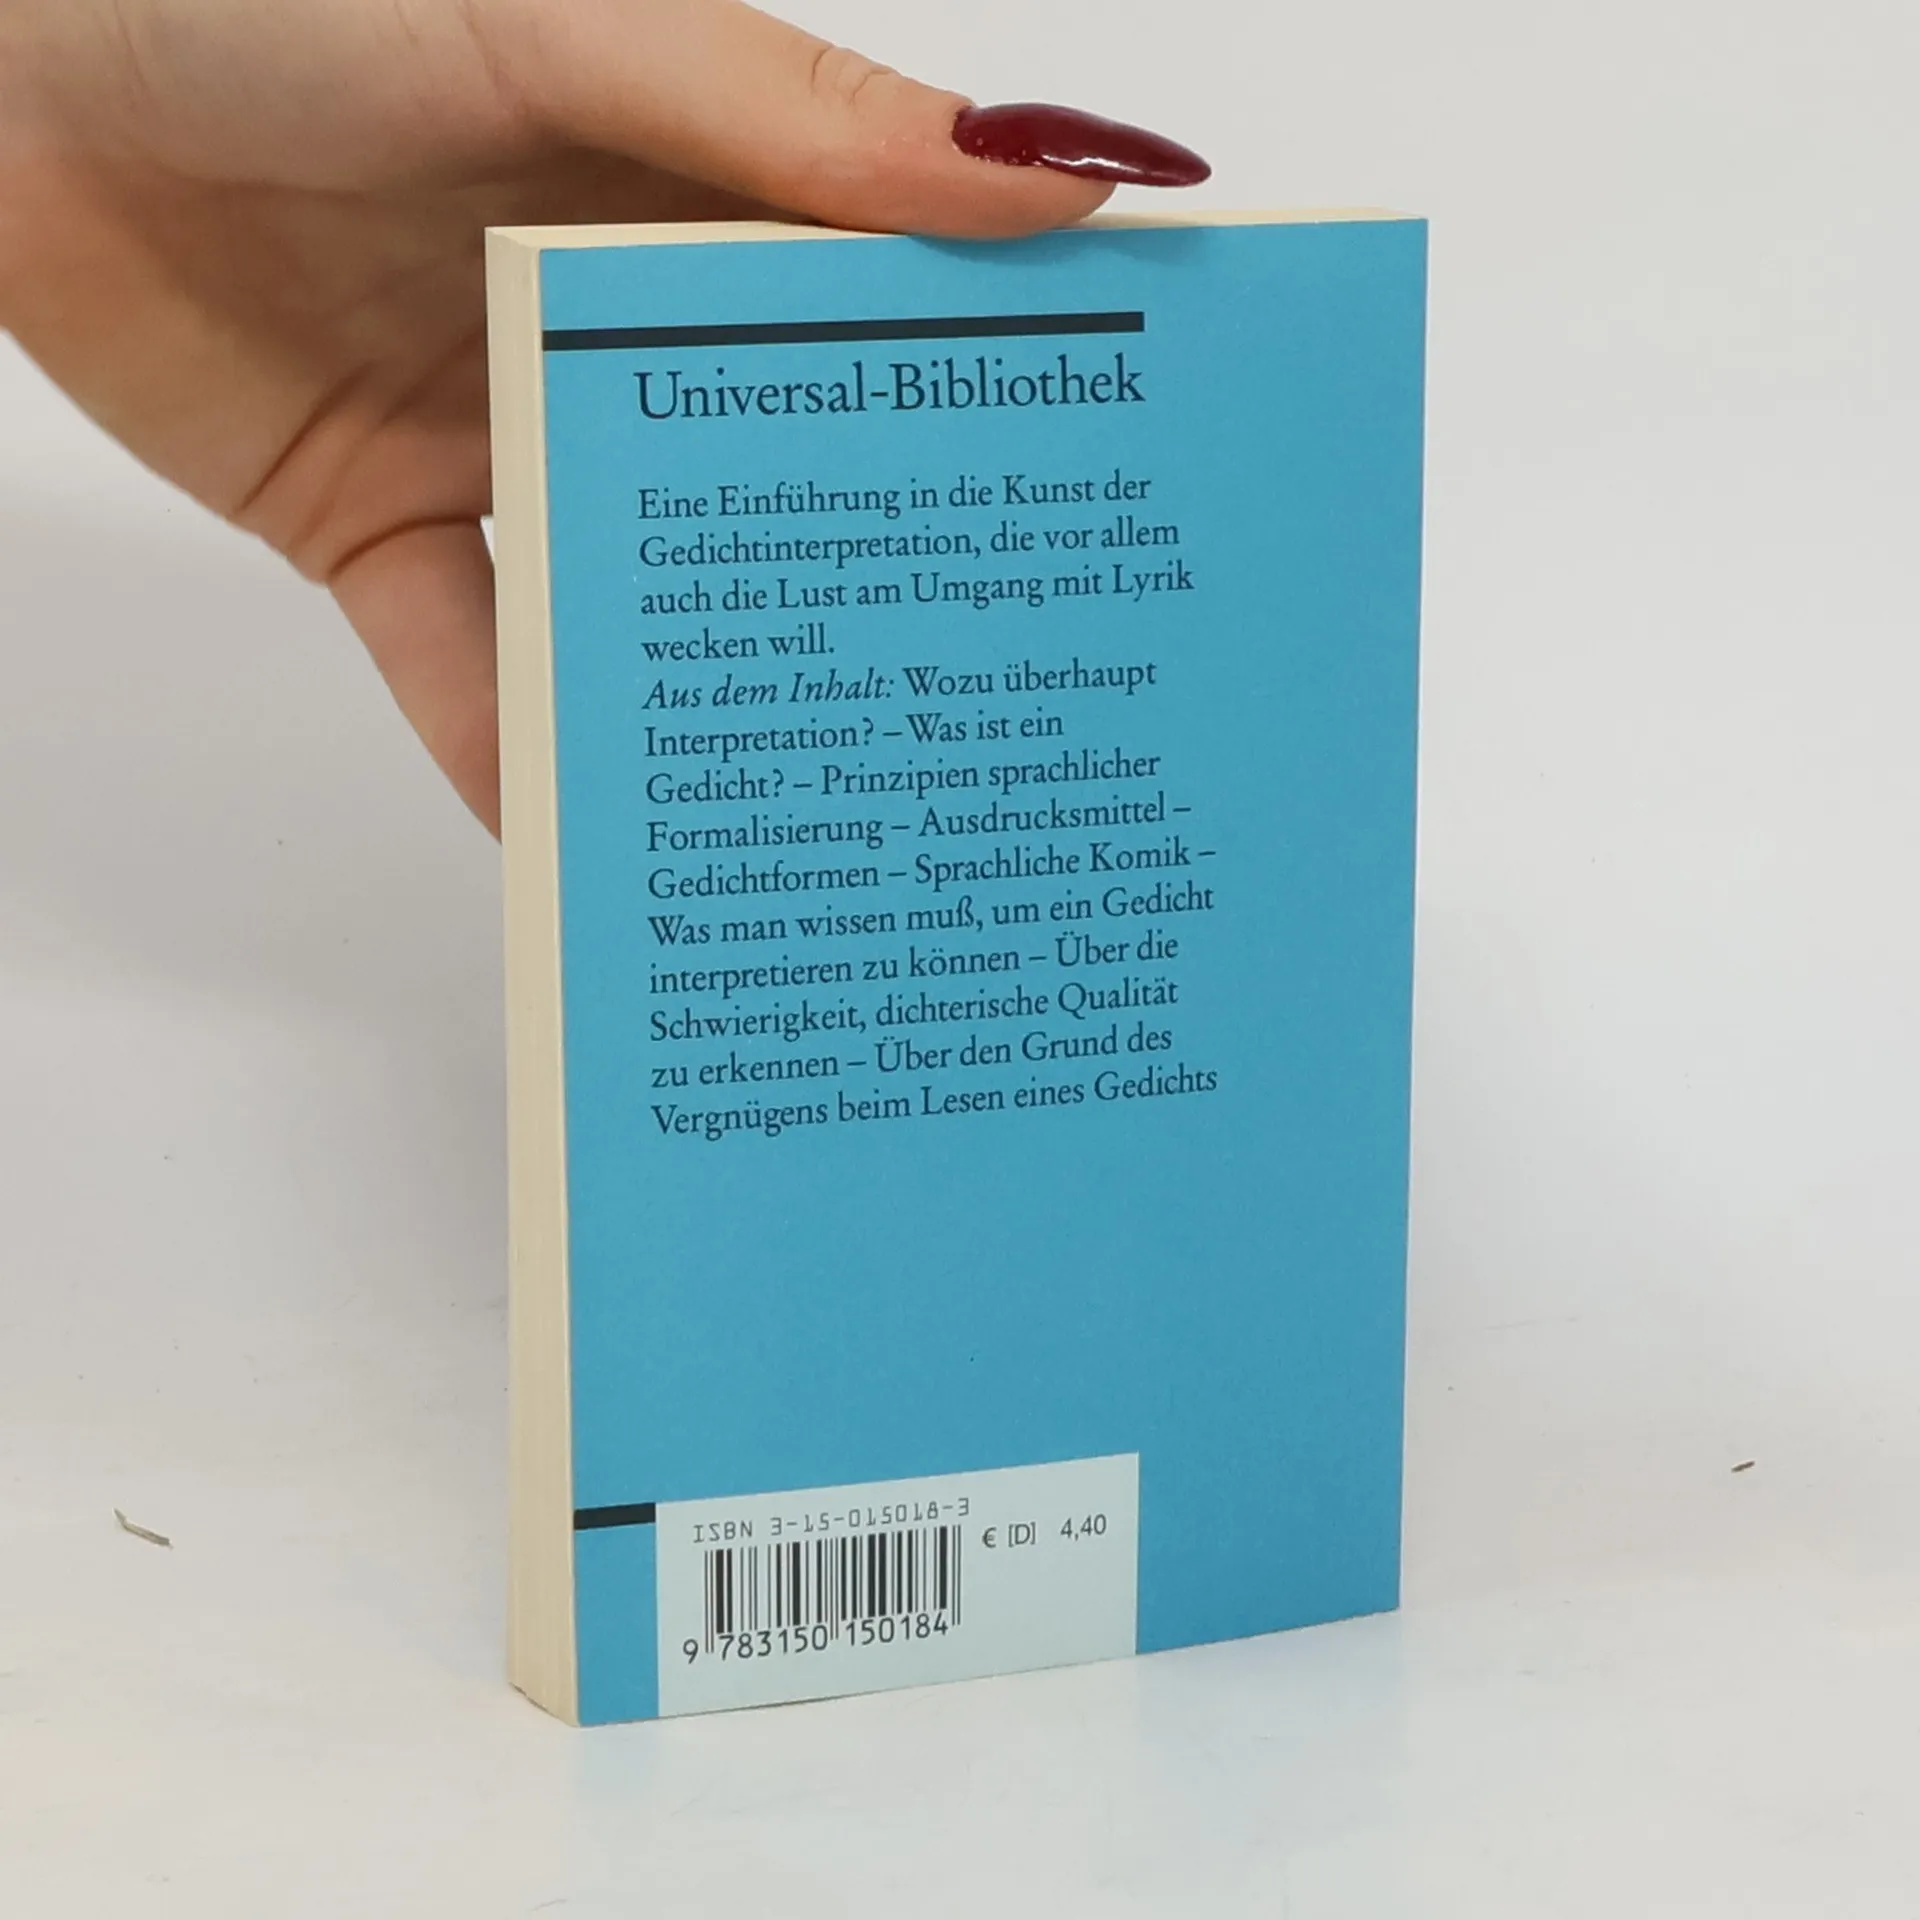 Universal-Bibliothek
Eine Einführung in die Kunst der
Gedichtinterpretation, die vor allem
auch die Lust am Umgang mit Lyrik
wecken will.
Aus dem Inhalt: Wozu überhaupt
Interpretation? – Was ist ein
Gedicht? – Prinzipien sprachlicher
Formalisierung – Ausdrucksmittel –
Gedichtformen – Sprachliche Komik –
Was man wissen muß, um ein Gedicht
interpretieren zu können – Über die
Schwierigkeit, dichterische Qualität
zu erkennen – Über den Grund des
Vergnügens beim Lesen eines Gedichts
ISBN 3-15-015018-3
€ [D] 4,40
9 783150 150184